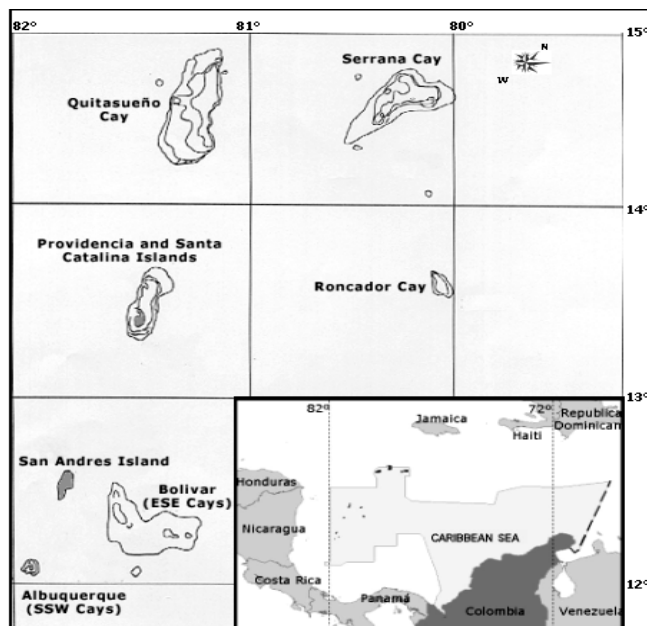 82°
81°
80°
15°
N
W
Serrana Cay
Quitasueño
Cay
14°
Providencia and Santa
Catalina Islands
Roncador Cay
13°
San Andres Island
Bolivar
(ESE Cays)
Albuquerque
(SSW Cays)
12°
82°
72°
Jamaica
Republica
Dominican
Haiti
Honduras
Nicaragua
CARIBBEAN SEA
Costa Rica
Panamá
Colombia
Venezuela